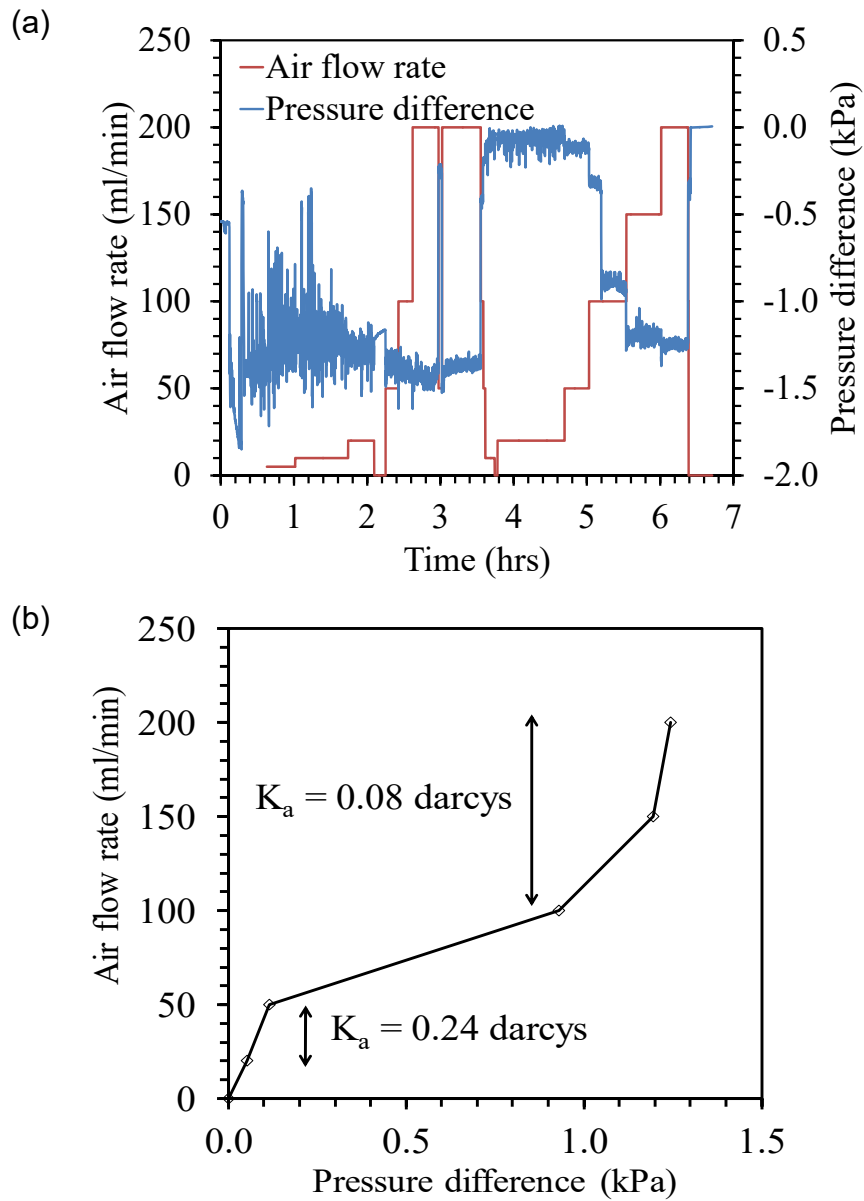 (a)
250
200
150
100
50
0
Air flow rate (ml/min)
Air flow rate
Pressure difference
0.5
0.0
-0.5
-1.0
-1.5
-2.0
Pressure difference (kPa)
0 1 2 3 4 5 6 7
Time (hrs)
(b)
250
200
150
100
50
0
Air flow rate (ml/min)
Ka = 0.08 darcys
Ka = 0.24 darcys
0.0 0.5 1.0 1.5
Pressure difference (kPa)